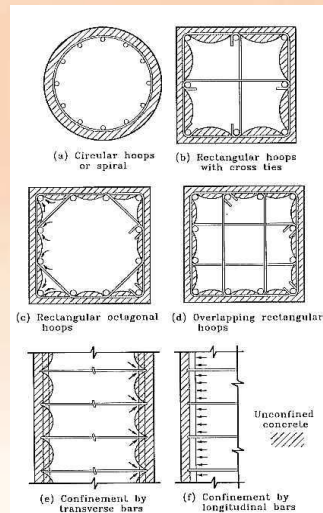 (a) Circular hoops
or spiral
(b) Rectangular hoops
with cross ties
(c) Rectangular octagonal
hoops
(d) Overlapping rectangular
hoops
Unconfined
concrete
(e) Confinement by
transverse bars
(f) Confinement by
longitudinal bars